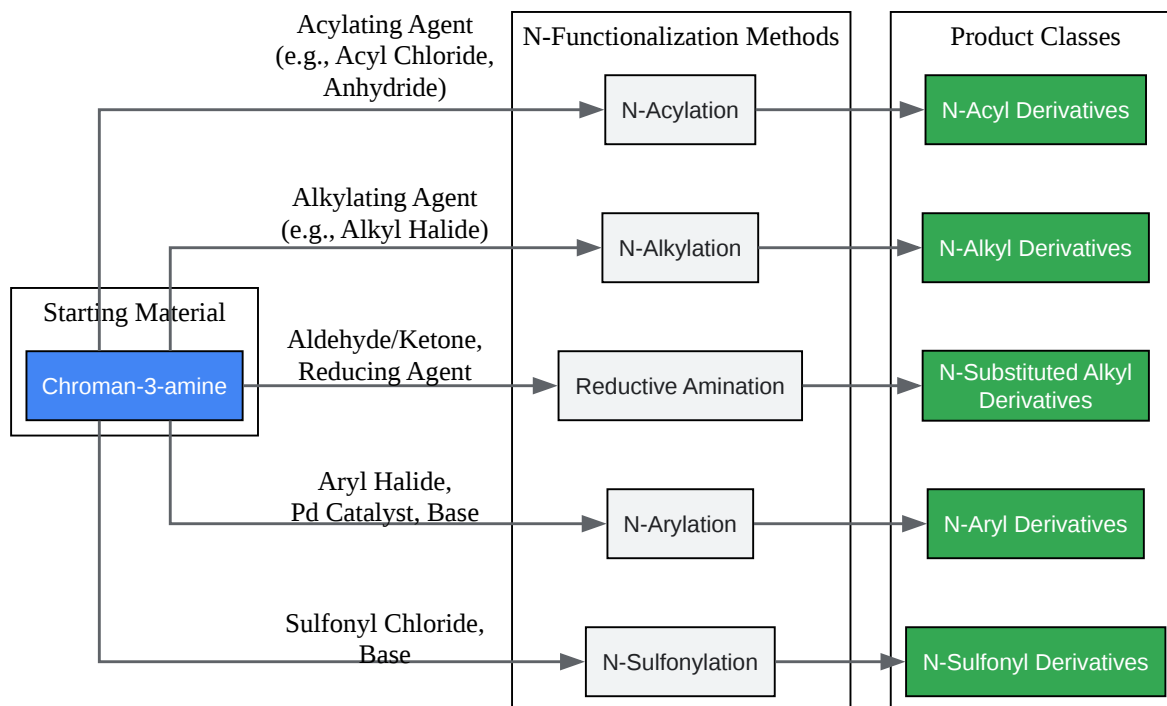 Acylating Agent
(e.g., Acyl Chloride,
Anhydride)
N-Functionalization Methods
Product Classes
N-Acylation
N-Acyl Derivatives
Alkylating Agent
(e.g., Alkyl Halide)
N-Alkylation
N-Alkyl Derivatives
Starting Material
Chroman-3-amine
Aldehyde/Ketone,
Reducing Agent
Reductive Amination
N-Substituted Alkyl
Derivatives
Aryl Halide,
Pd Catalyst, Base
N-Arylation
N-Aryl Derivatives
Sulfonyl Chloride,
Base
N-Sulfonylation
N-Sulfonyl Derivatives